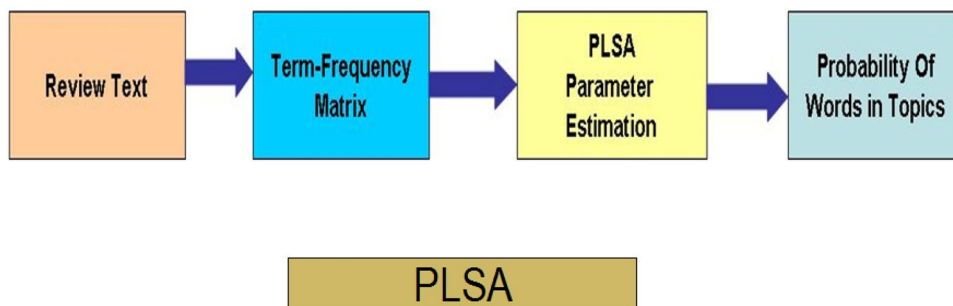 Review Text
Term-Frequency
Matrix
PLSA
Parameter
Estimation
Probability Of
Words in Topics
PLSA